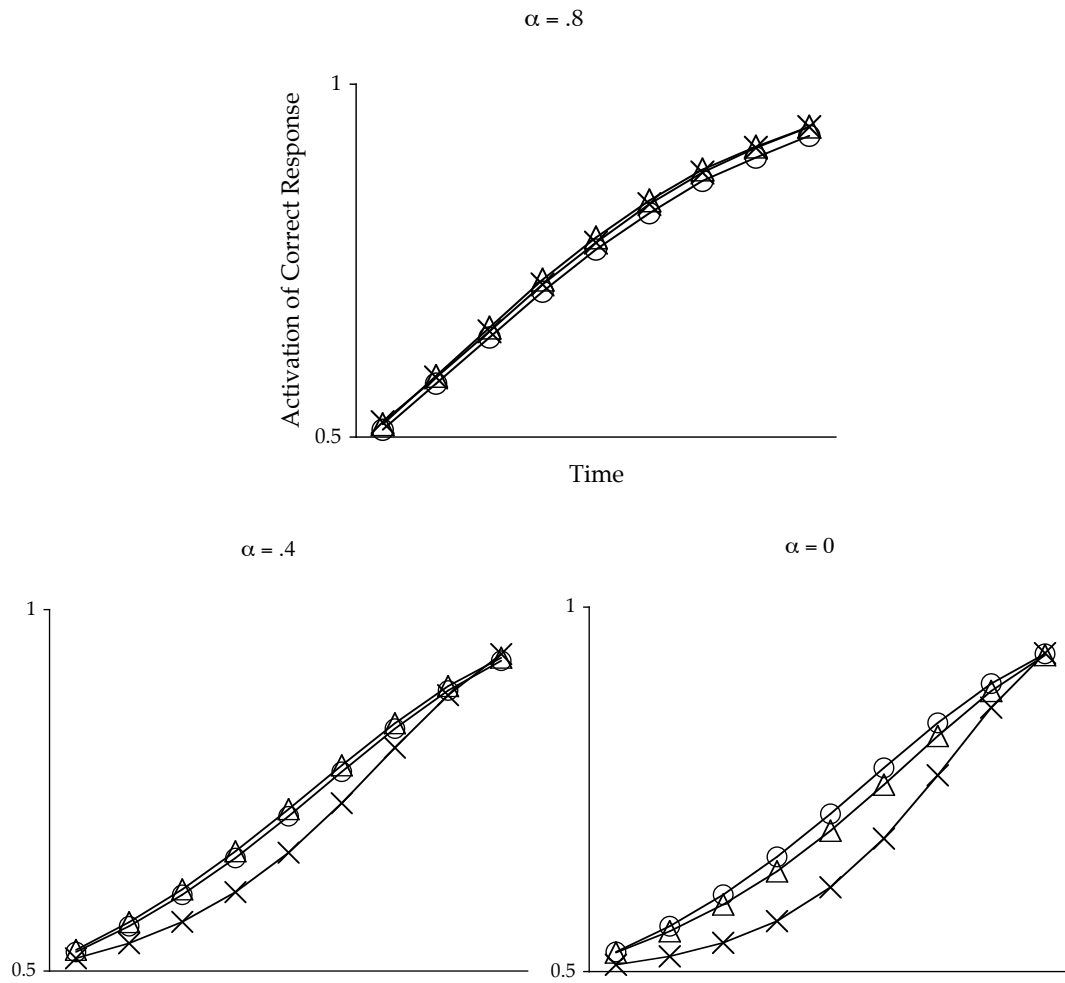 α = .8
1
Activation of Correct Response
0.5
Time
α = .4
1
0.5
α = 0
1
0.5